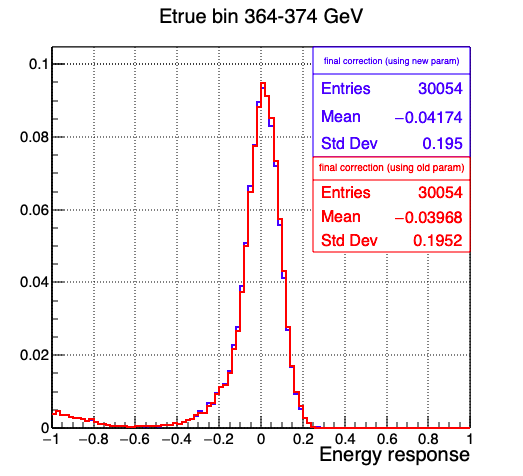 Etrue bin 364-374 GeV
0.1
0.08
0.06
0.04
0.02
0
final correction (using new param)
Entries 30054
Mean −0.04174
Std Dev 0.195
final correction (using old param)
Entries 30054
Mean −0.03968
Std Dev 0.1952
−1 −0.8 −0.6 −0.4 −0.2 0 0.2 0.4 0.6 0.8 1
Energy response